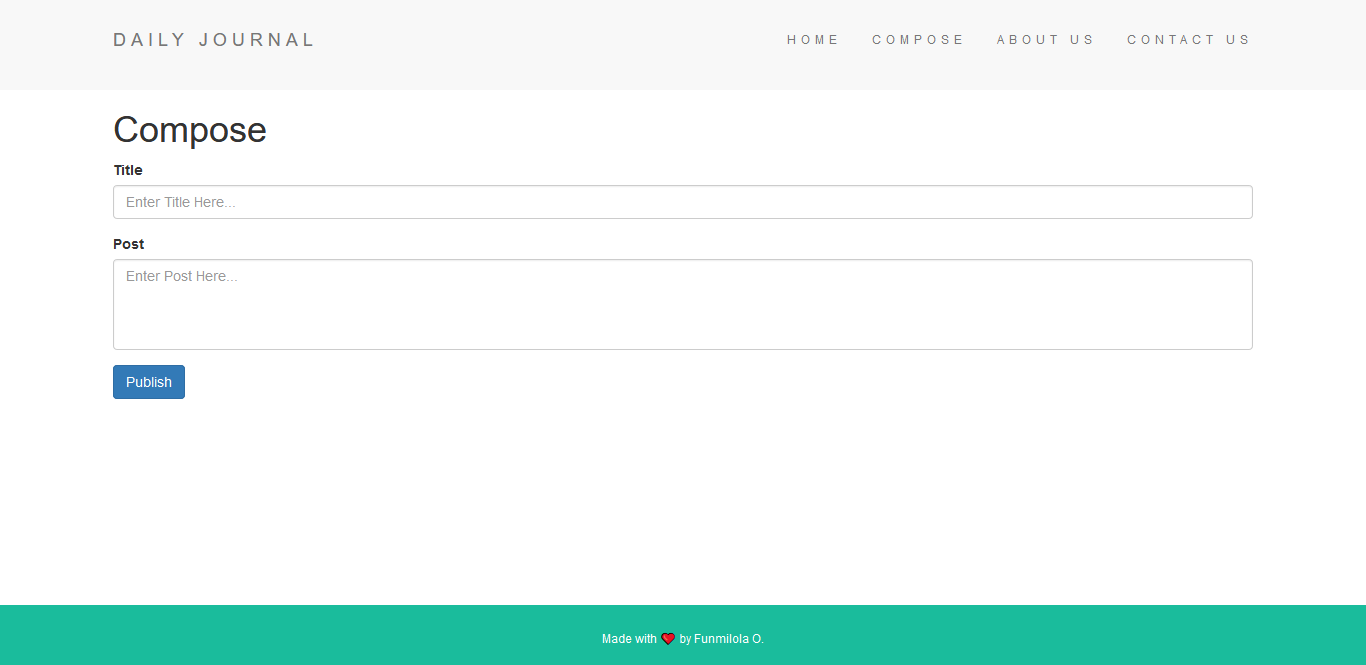 DAILY JOURNAL
HOME COMPOSE ABOUT US CONTACT US
Compose
Title
Enter Title Here...
Post
Enter Post Here...
Publish
Made with ❤ by Funmilola O.